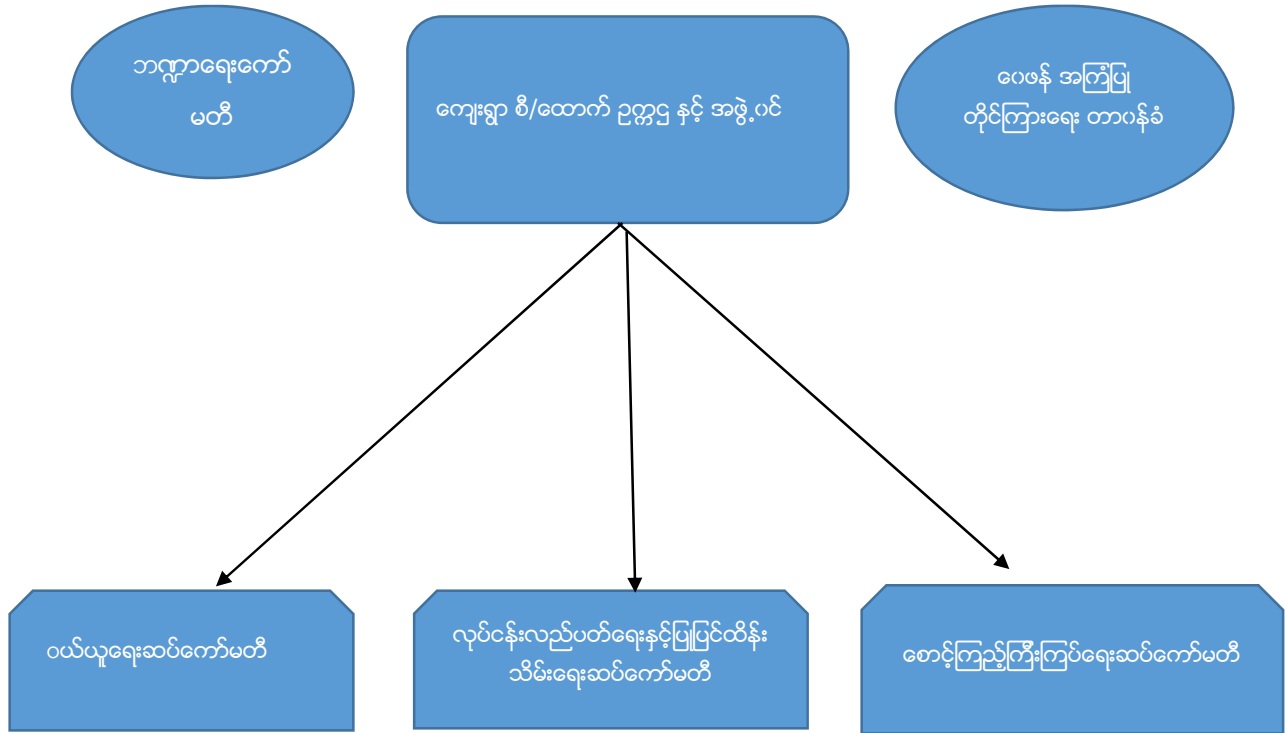 ဘဏ္ဍာရေးကော်
မတီ
ကျေးရွာ စီ/ထောက် ဥက္ကဋ္ဌ နှင့် အဖွဲ့ဝင်
ဝေဖန် အကြံပြု
တိုင်ကြားရေး တာဝန်ခံ
ဝယ်ယူရေးဆပ်ကော်မတီ
လုပ်ငန်းလည်ပတ်ရေးနှင့်ပြုပြင်ထိန်း
သိမ်းရေးဆပ်ကော်မတီ
စောင့်ကြည့်ကြီးကြပ်ရေးဆပ်ကော်မတီ